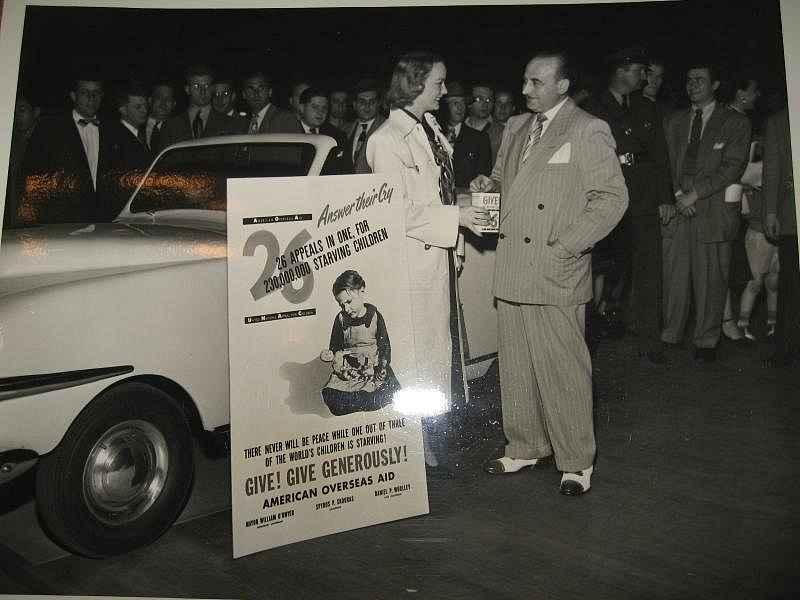 AMERICAN OVERSEAS AID
Answer their Cry
26
26 APPEALS IN ONE, FOR
230,000,000 STARVING CHILDREN
UNITED NATIONS APPEAL FOR CHILDREN
THERE NEVER WILL BE PEACE WHILE ONE OUT OF THREE
OF THE WORLD'S CHILDREN IS STARVING!
GIVE! GIVE GENEROUSLY!
AMERICAN OVERSEAS AID
MAYOR WILLIAM O'DWYER
SPYROS P. SKOURAS
DANIEL P. WOOLLEY
GIVE